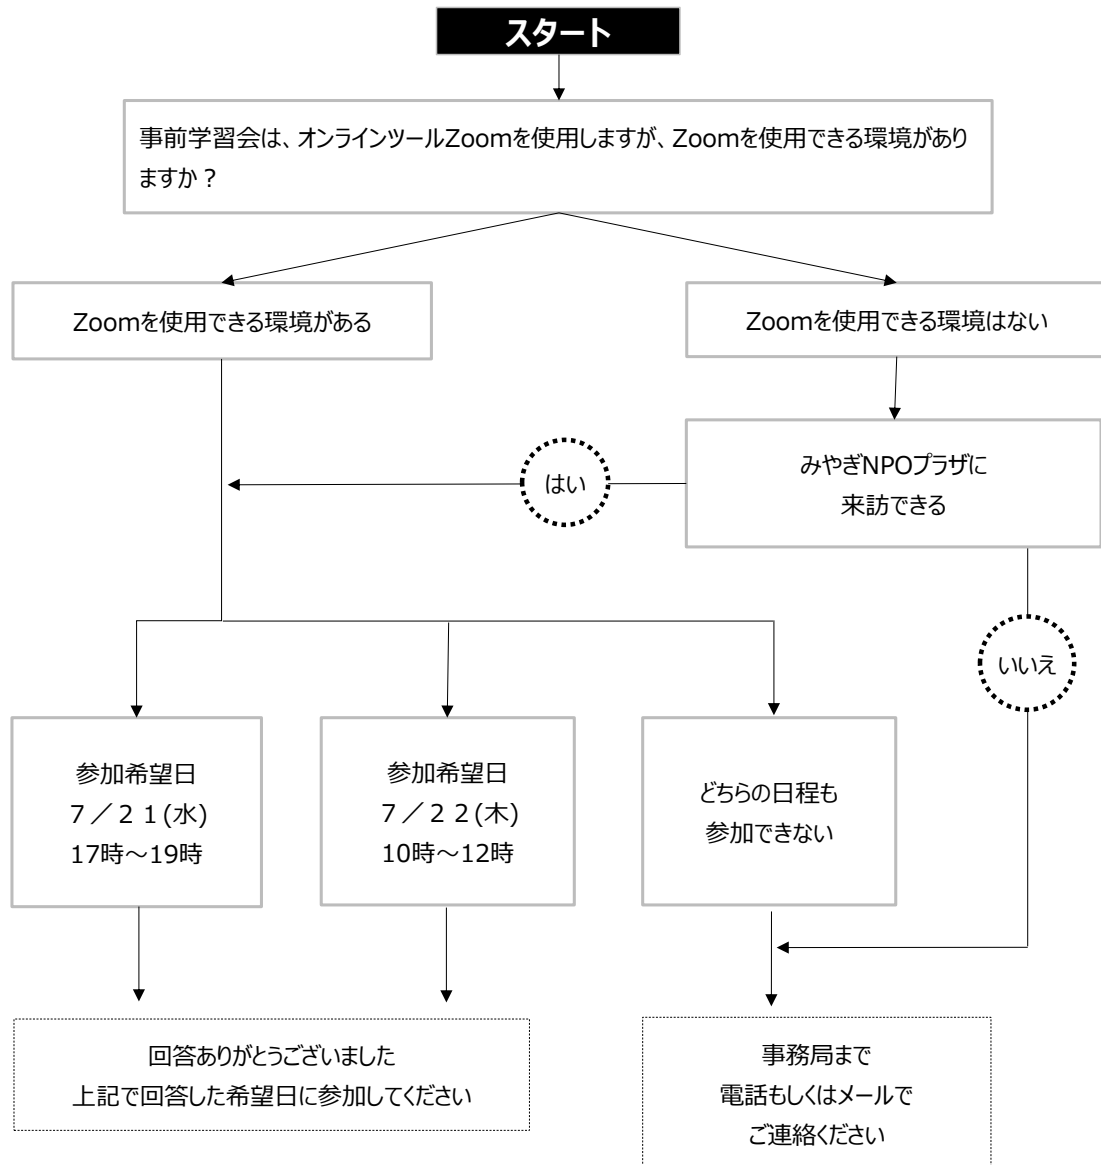 スタート
事前学習会は、オンラインツールZoomを使用しますが、Zoomを使用できる環境があり
ますか？
Zoomを使用できる環境がある
Zoomを使用できる環境はない
みやぎNPOプラザに
来訪できる
はい
いいえ
参加希望日
７／２１(水)
17時～19時
参加希望日
７／２２(木)
10時～12時
どちらの日程も
参加できない
回答ありがとうございました
上記で回答した希望日に参加してください
事務局まで
電話もしくはメールで
ご連絡ください